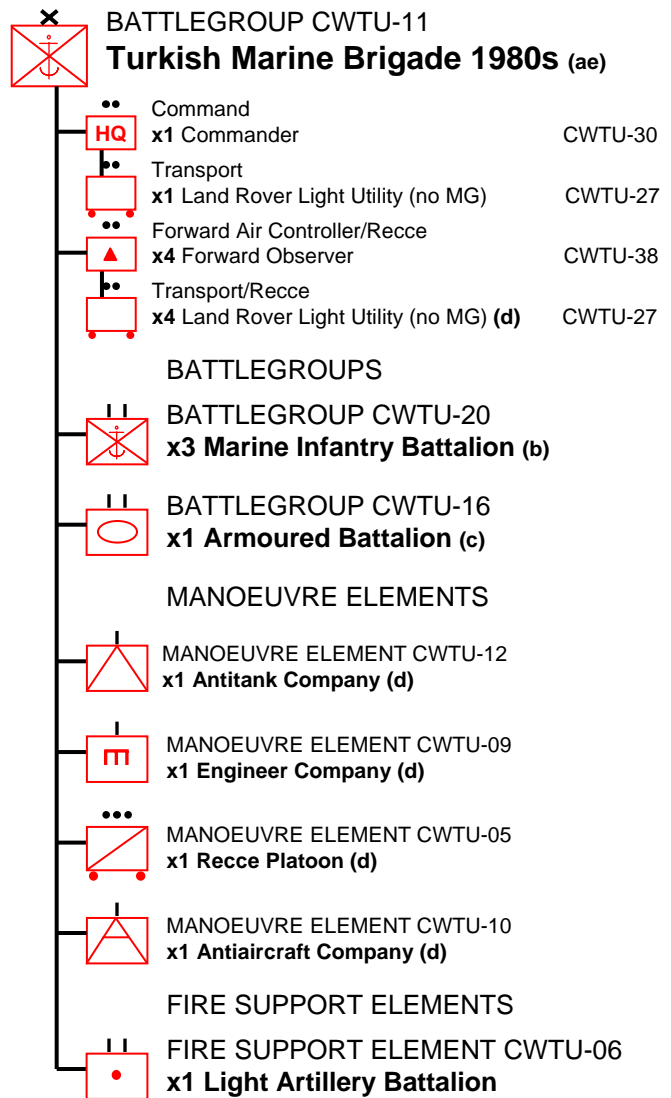 BATTLEGROUP CWTU-11
Turkish Marine Brigade 1980s (ae)
Command
HQ x1 Commander CWTU-30
Transport
x1 Land Rover Light Utility (no MG) CWTU-27
Forward Air Controller/Recce
x4 Forward Observer CWTU-38
Transport/Recce
x4 Land Rover Light Utility (no MG) (d) CWTU-27
BATTLEGROUPS
BATTLEGROUP CWTU-20
x3 Marine Infantry Battalion (b)
BATTLEGROUP CWTU-16
x1 Armoured Battalion (c)
MANOEUVRE ELEMENTS
MANOEUVRE ELEMENT CWTU-12
x1 Antitank Company (d)
MANOEUVRE ELEMENT CWTU-09
x1 Engineer Company (d)
MANOEUVRE ELEMENT CWTU-05
x1 Recce Platoon (d)
MANOEUVRE ELEMENT CWTU-10
x1 Antiaircraft Company (d)
FIRE SUPPORT ELEMENTS
FIRE SUPPORT ELEMENT CWTU-06
x1 Light Artillery Battalion